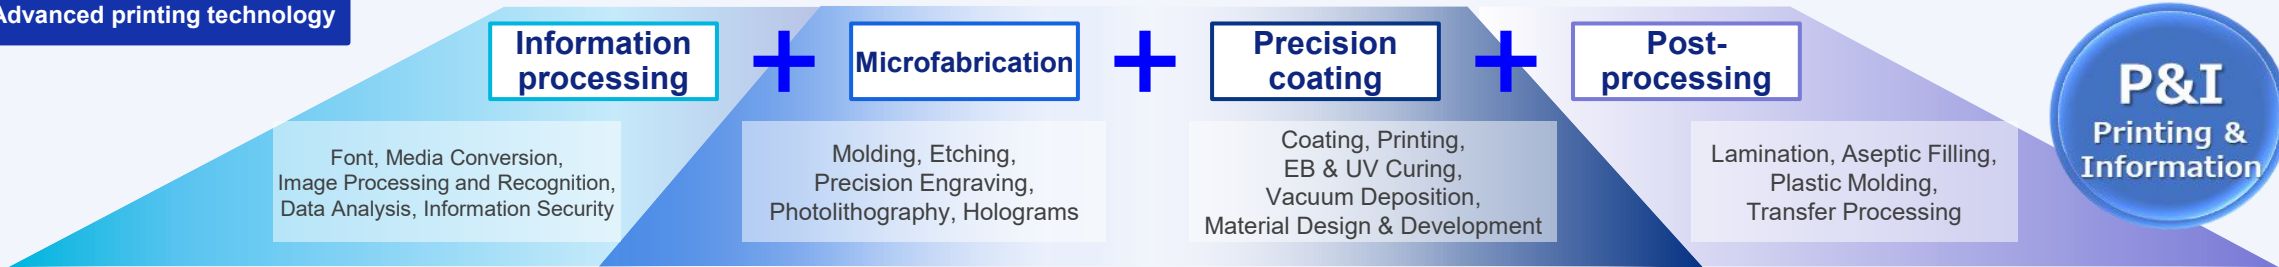 Advanced printing technology
Information
processing
+
Microfabrication
+
Precision
coating
+
Post-
processing
Font, Media Conversion,
Image Processing and Recognition,
Data Analysis, Information Security
Molding, Etching,
Precision Engraving,
Photolithography, Holograms
Coating, Printing,
EB & UV Curing,
Vacuum Deposition,
Material Design & Development
Lamination, Aseptic Filling,
Plastic Molding,
Transfer Processing
P&I
Printing &
Information